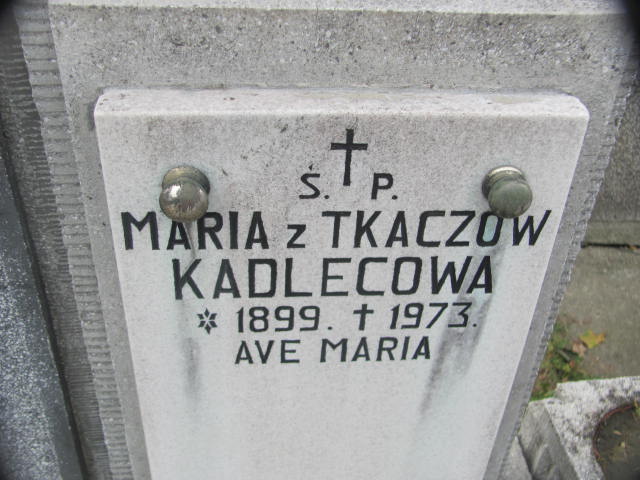 Ś. P.
MARIA z TKACZÓW
KADLECOWA
* 1899. † 1973.
AVE MARIA